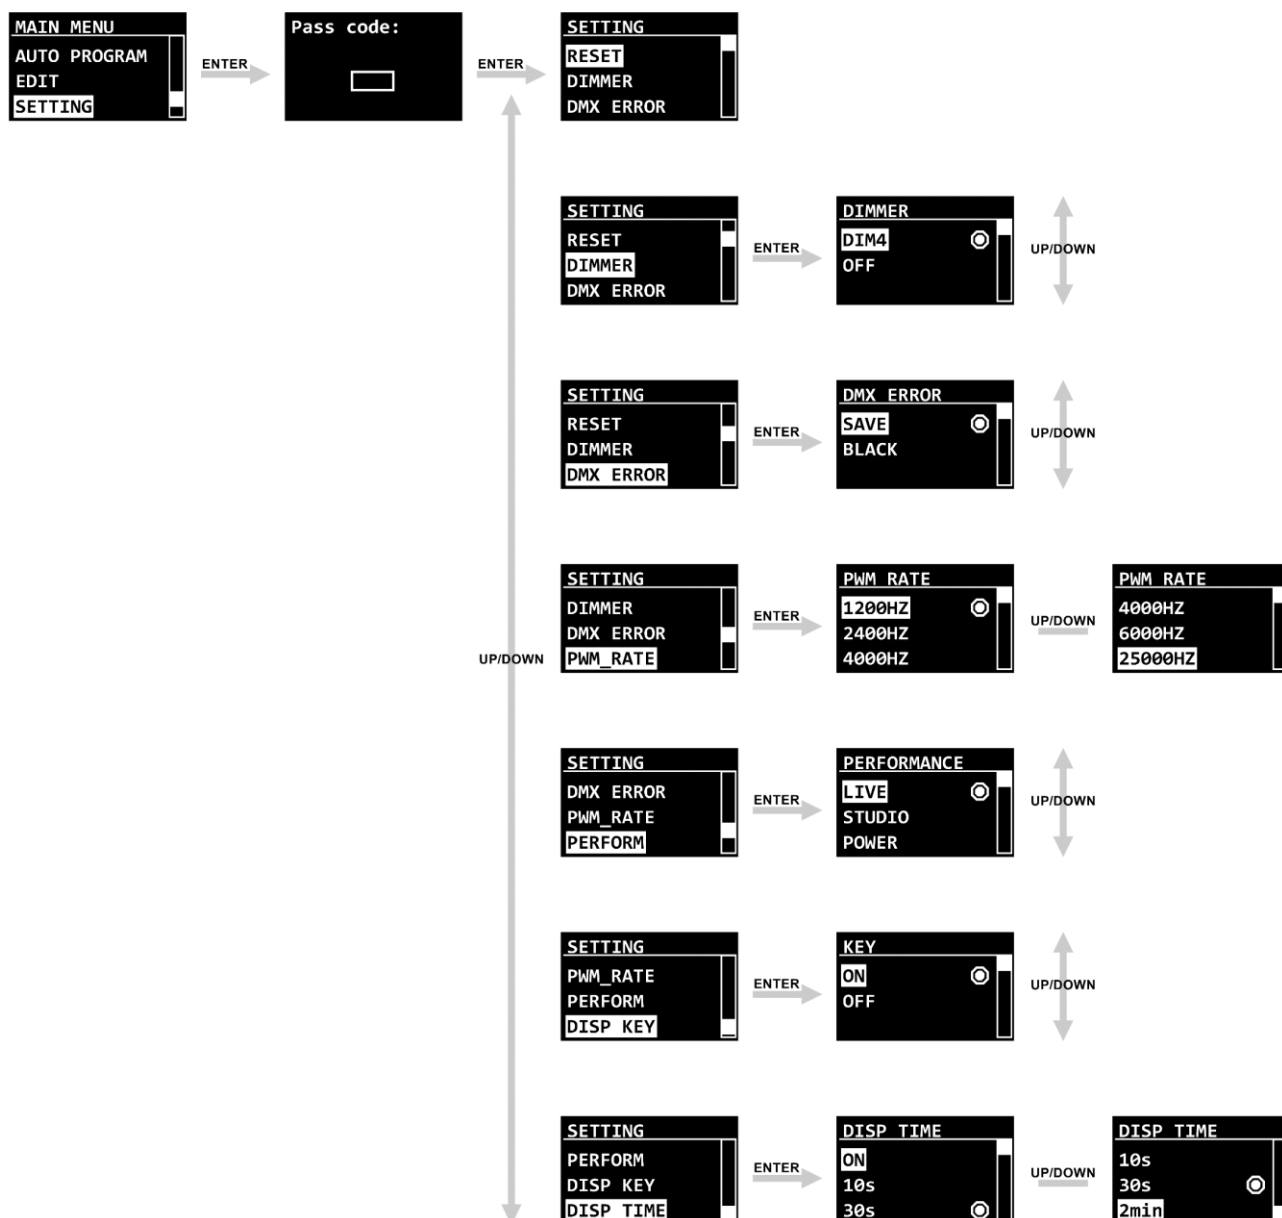 MAIN MENU
AUTO PROGRAM
EDIT
SETTING
ENTER
Pass code:
ENTER
SETTING
RESET
DIMMER
DMX ERROR
SETTING
RESET
DIMMER
DMX ERROR
ENTER
DIMMER
DIM4
OFF
UP/DOWN
SETTING
RESET
DIMMER
DMX ERROR
ENTER
DMX ERROR
SAVE
BLACK
UP/DOWN
UP/DOWN
SETTING
DIMMER
DMX ERROR
PWM_RATE
ENTER
PWM RATE
1200HZ
2400HZ
4000HZ
UP/DOWN
PWM RATE
4000HZ
6000HZ
25000HZ
SETTING
DMX ERROR
PWM_RATE
PERFORM
ENTER
PERFORMANCE
LIVE
STUDIO
POWER
UP/DOWN
SETTING
PWM_RATE
PERFORM
DISP KEY
ENTER
KEY
ON
OFF
UP/DOWN
SETTING
PERFORM
DISP KEY
DISP TIME
ENTER
DISP TIME
ON
10s
30s
UP/DOWN
DISP TIME
10s
30s
2min